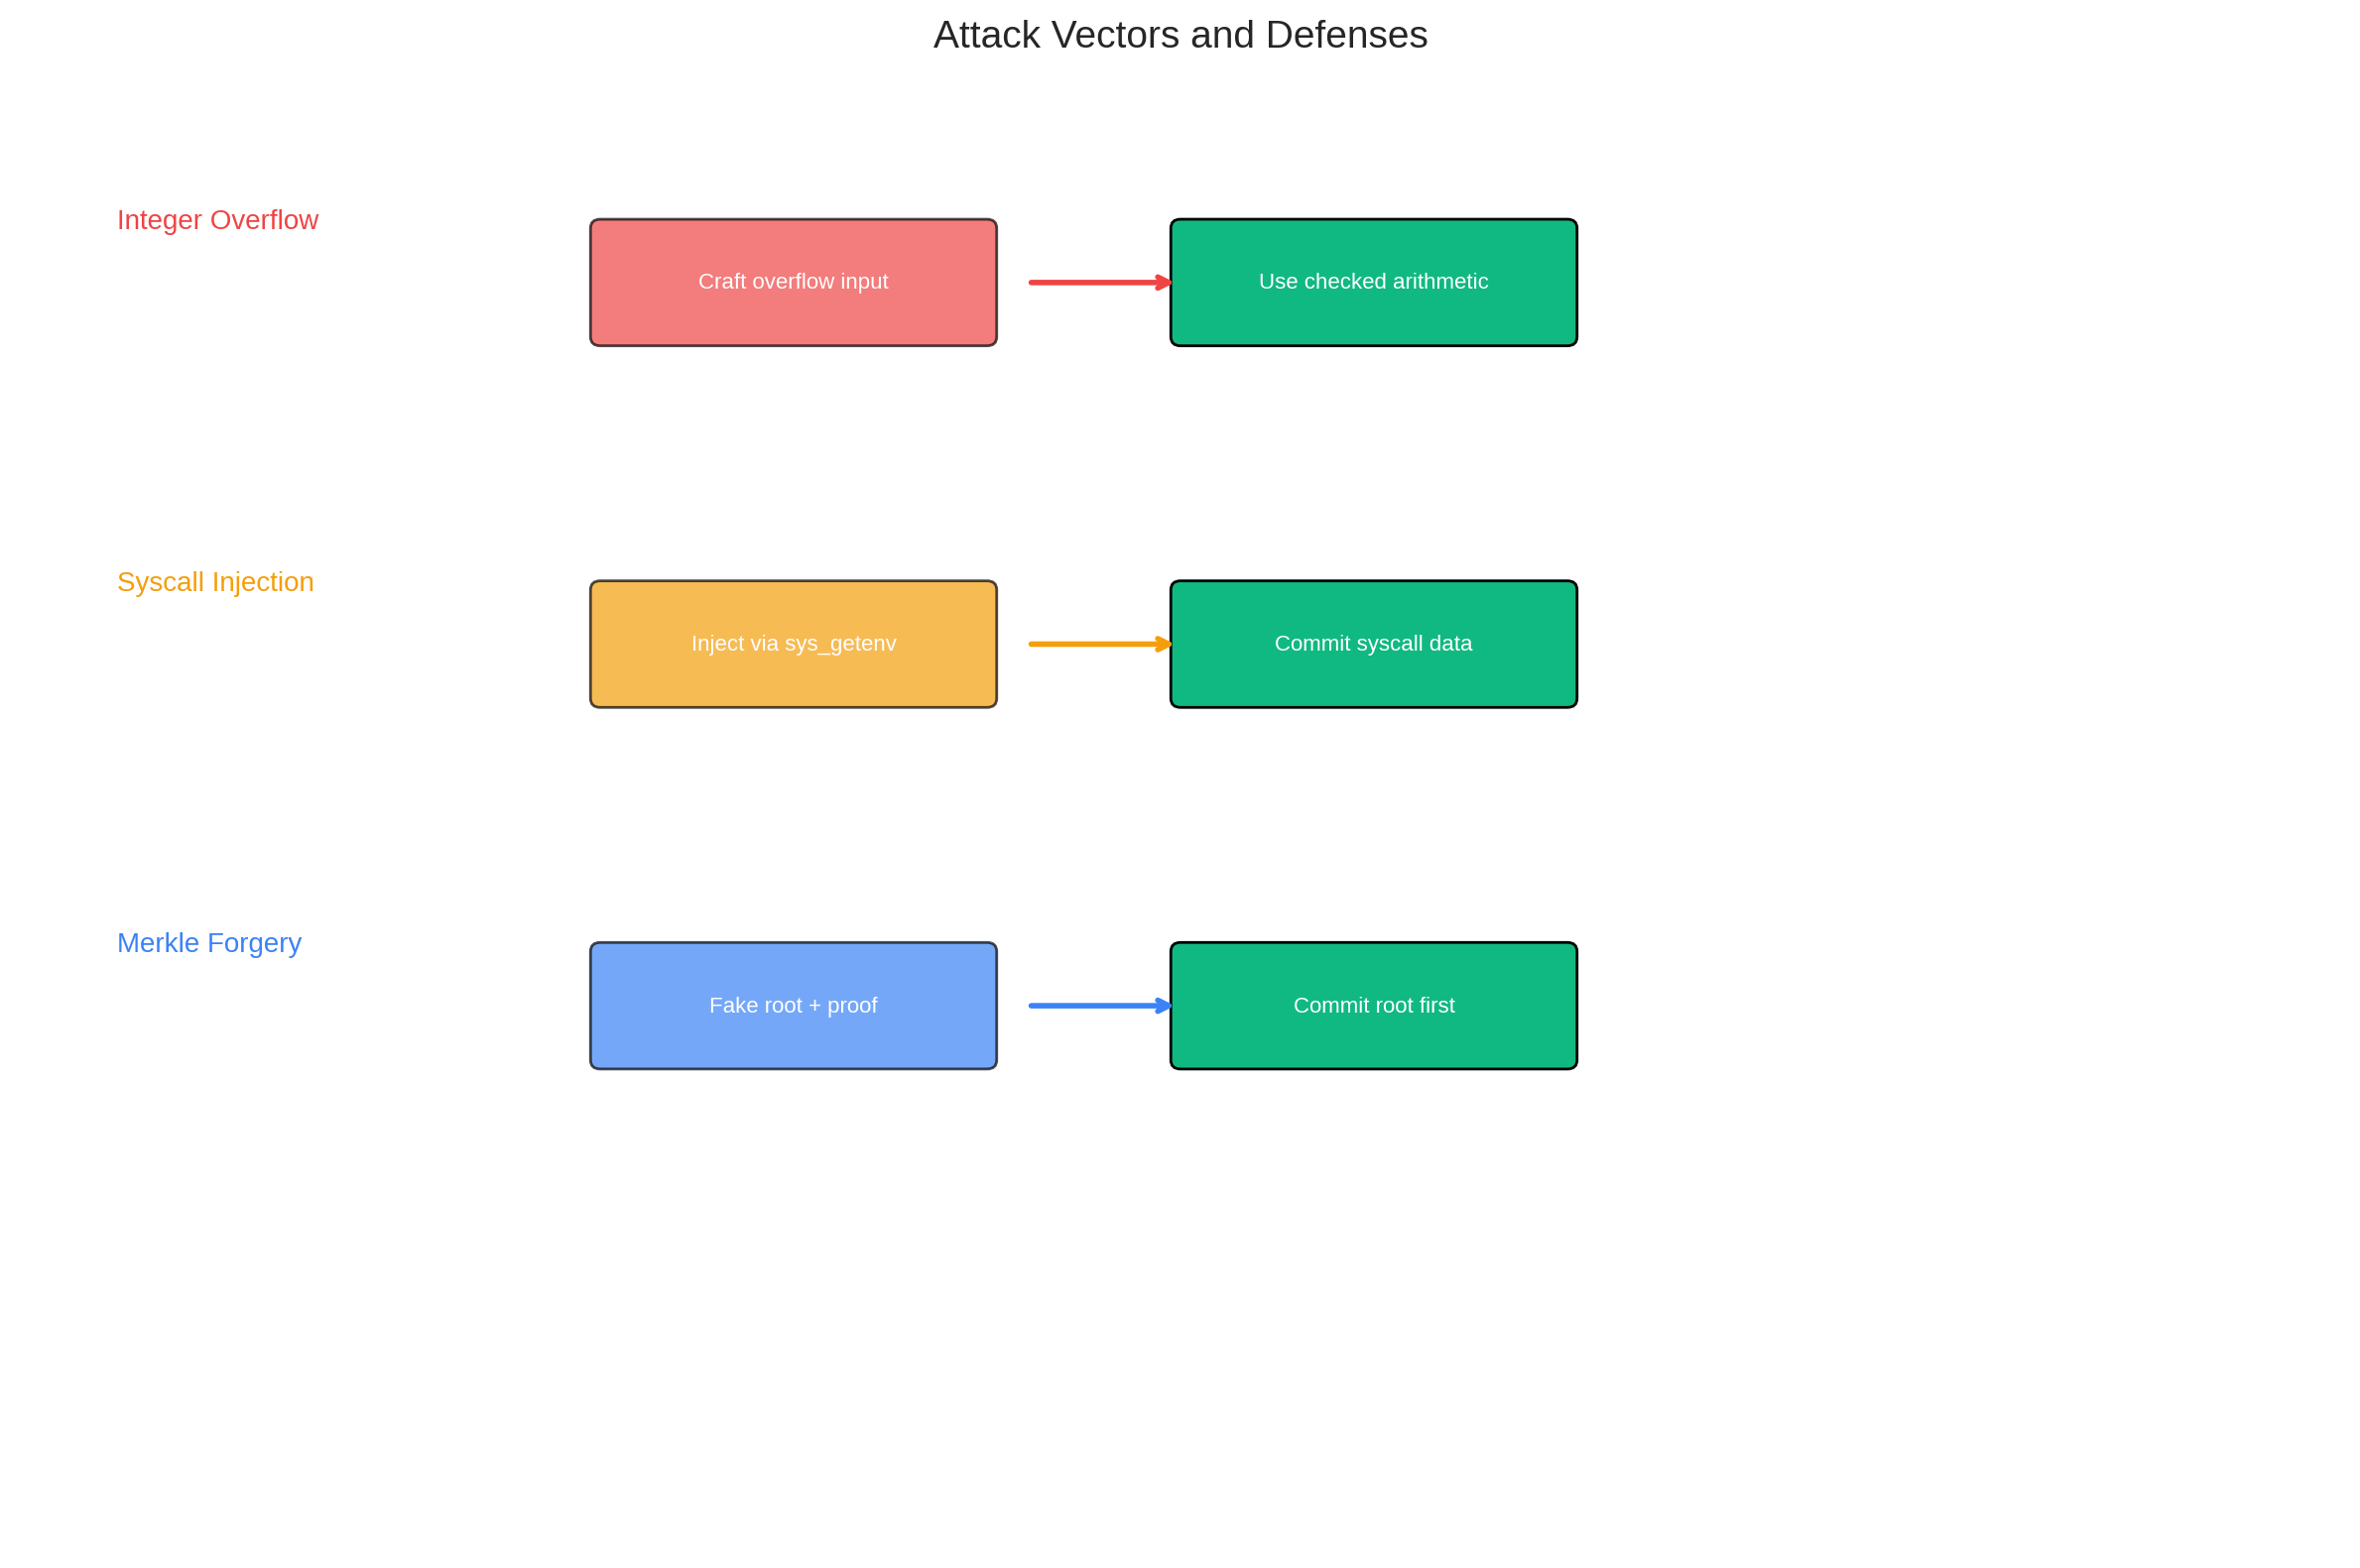 Attack Vectors and Defenses
Integer Overflow
Craft overflow input
Use checked arithmetic
Syscall Injection
Inject via sys_getenv
Commit syscall data
Merkle Forgery
Fake root + proof
Commit root first